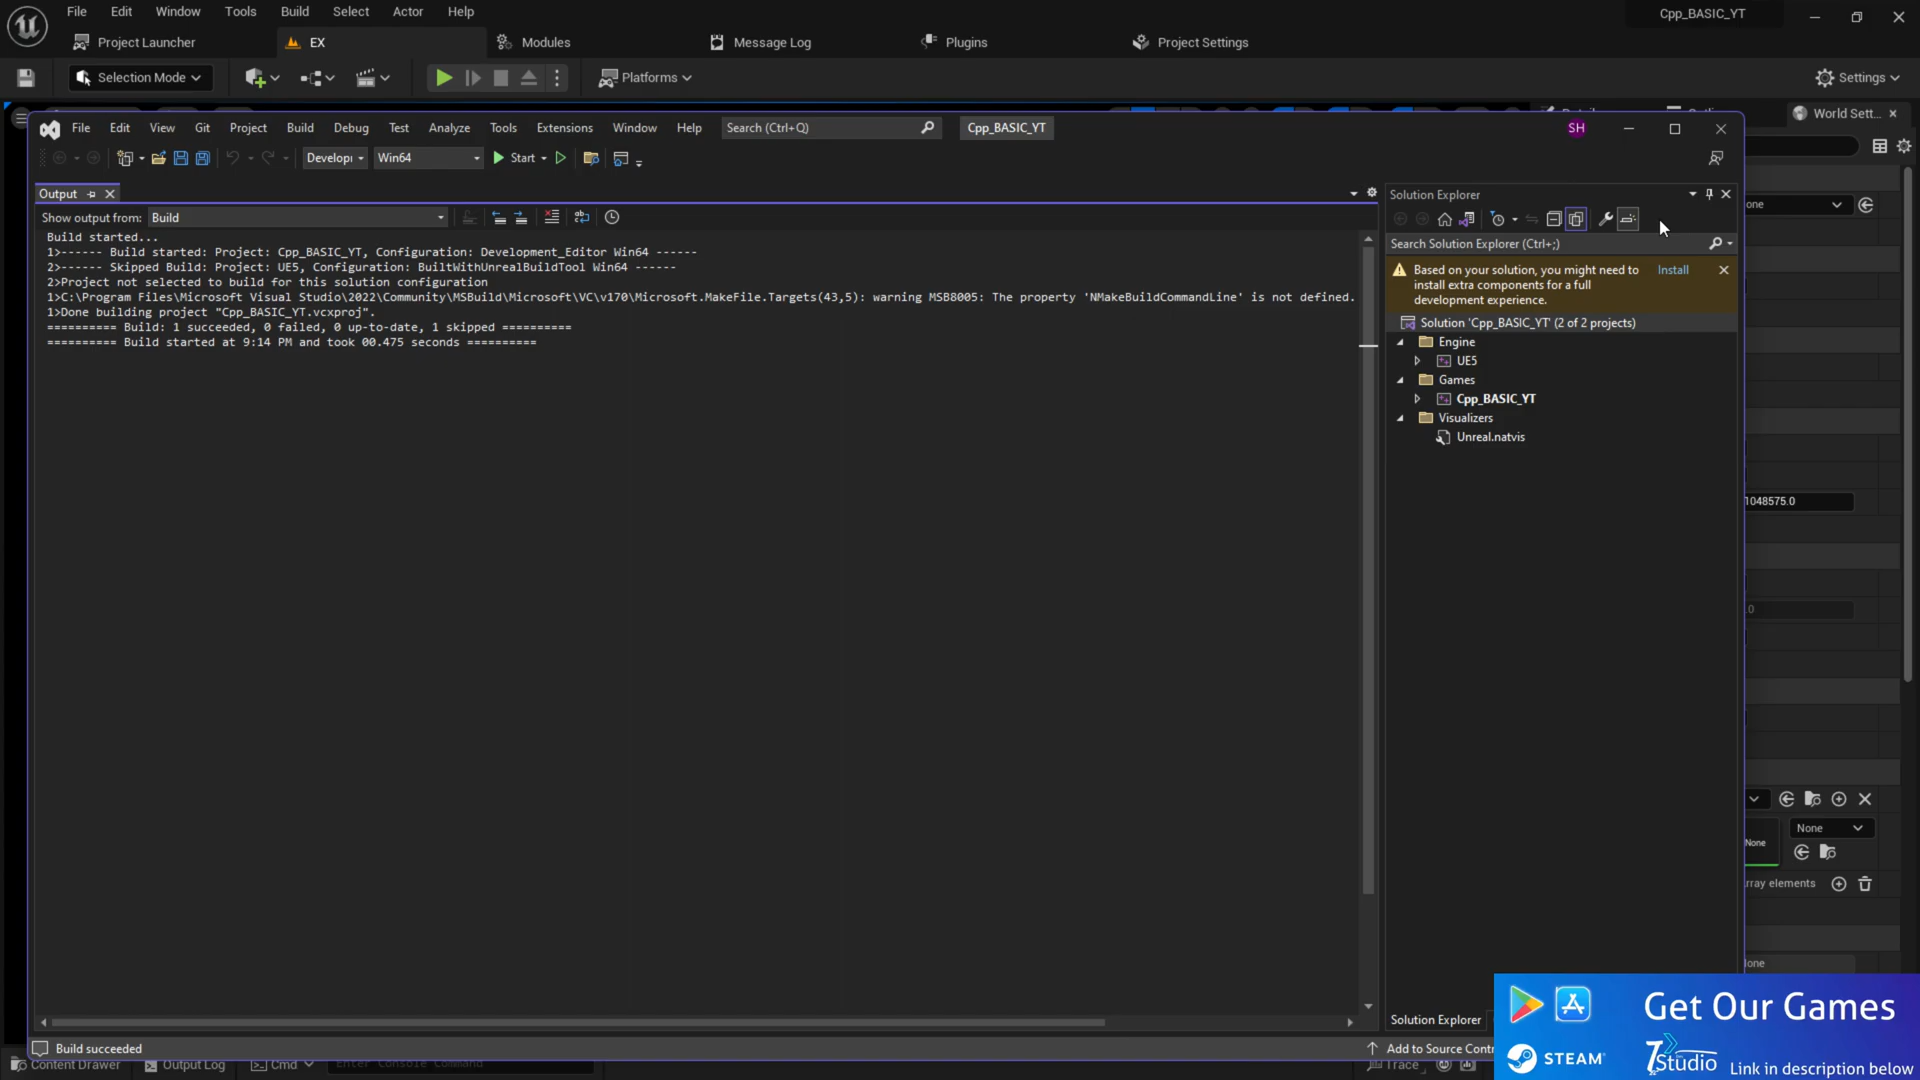 File Edit Window Tools Build Select Actor Help
Cpp_BASIC_YT
Project Launcher EX Modules Message Log Plugins Project Settings
Selection Mode Platforms Settings
World Sett...
File Edit View Git Project Build Debug Test Analyze Tools Extensions Window Help Search (Ctrl+Q) Cpp_BASIC_YT SH
Develop Win64 Start
Output
Solution Explorer
Show output from: Build
Search Solution Explorer (Ctrl+;)
Build started...
1>------ Build started: Project: Cpp_BASIC_YT, Configuration: Development_Editor Win64 ------
2>------ Skipped Build: Project: UE5, Configuration: BuiltWithUnrealBuildTool Win64 ------
2>Project not selected to build for this solution configuration
1>C:\Program Files\Microsoft Visual Studio\2022\Community\MSBuild\Microsoft\VC\v170\Microsoft.MakeFile.Targets(43,5): warning MSB8005: The property 'NMakeBuildCommandLine' is not defined.
1>Done building project "Cpp_BASIC_YT.vcxproj".
========== Build: 1 succeeded, 0 failed, 0 up-to-date, 1 skipped ==========
========== Build started at 9:14 PM and took 00.475 seconds ==========
Based on your solution, you might need to Install
install extra components for a full
development experience.
Solution 'Cpp_BASIC_YT' (2 of 2 projects)
Engine
UE5
Games
Cpp_BASIC_YT
Visualizers
Unreal.natvis
one
1048575.0
.0
None
None
rray elements
lone
Solution Explorer
Build succeeded
Add to Source Contr
Content Drawer Output Log Cmd Enter Console Command
Trace
Get Our Games
STEAM 7Studio Link in description below